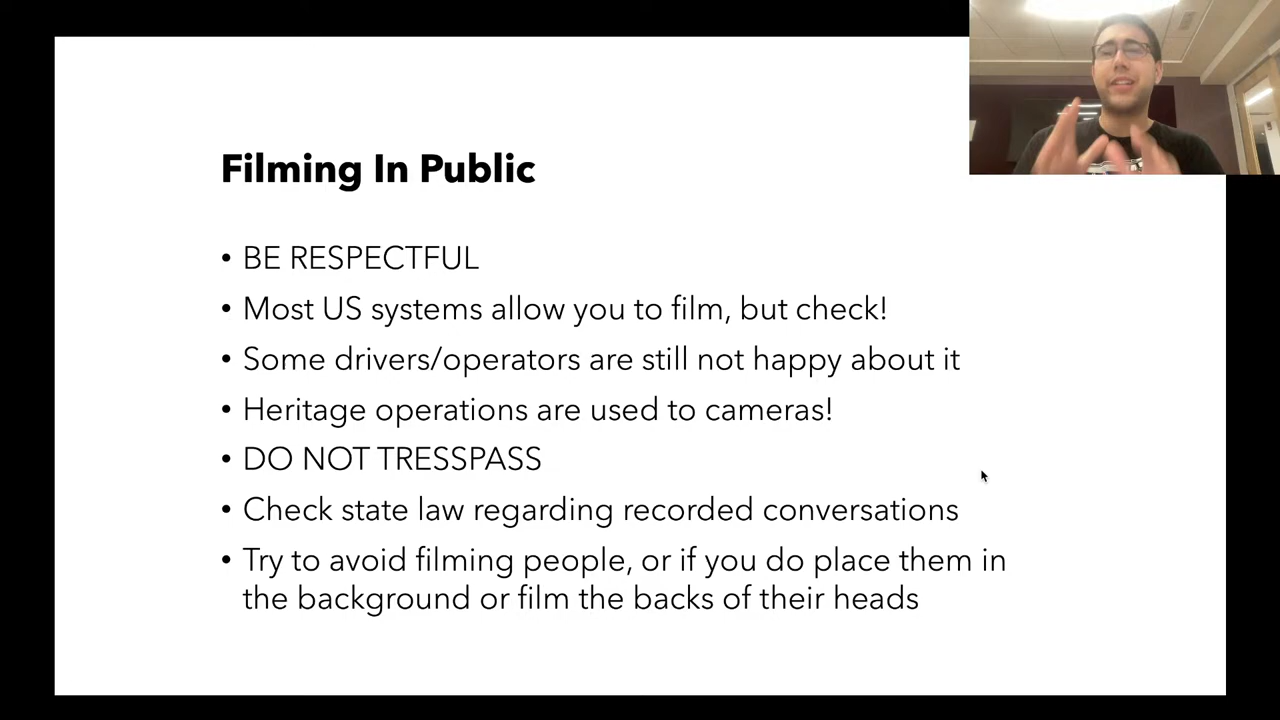 Filming In Public
• BE RESPECTFUL
• Most US systems allow you to film, but check!
• Some drivers/operators are still not happy about it
• Heritage operations are used to cameras!
• DO NOT TRESSPASS
• Check state law regarding recorded conversations
• Try to avoid filming people, or if you do place them in
the background or film the backs of their heads